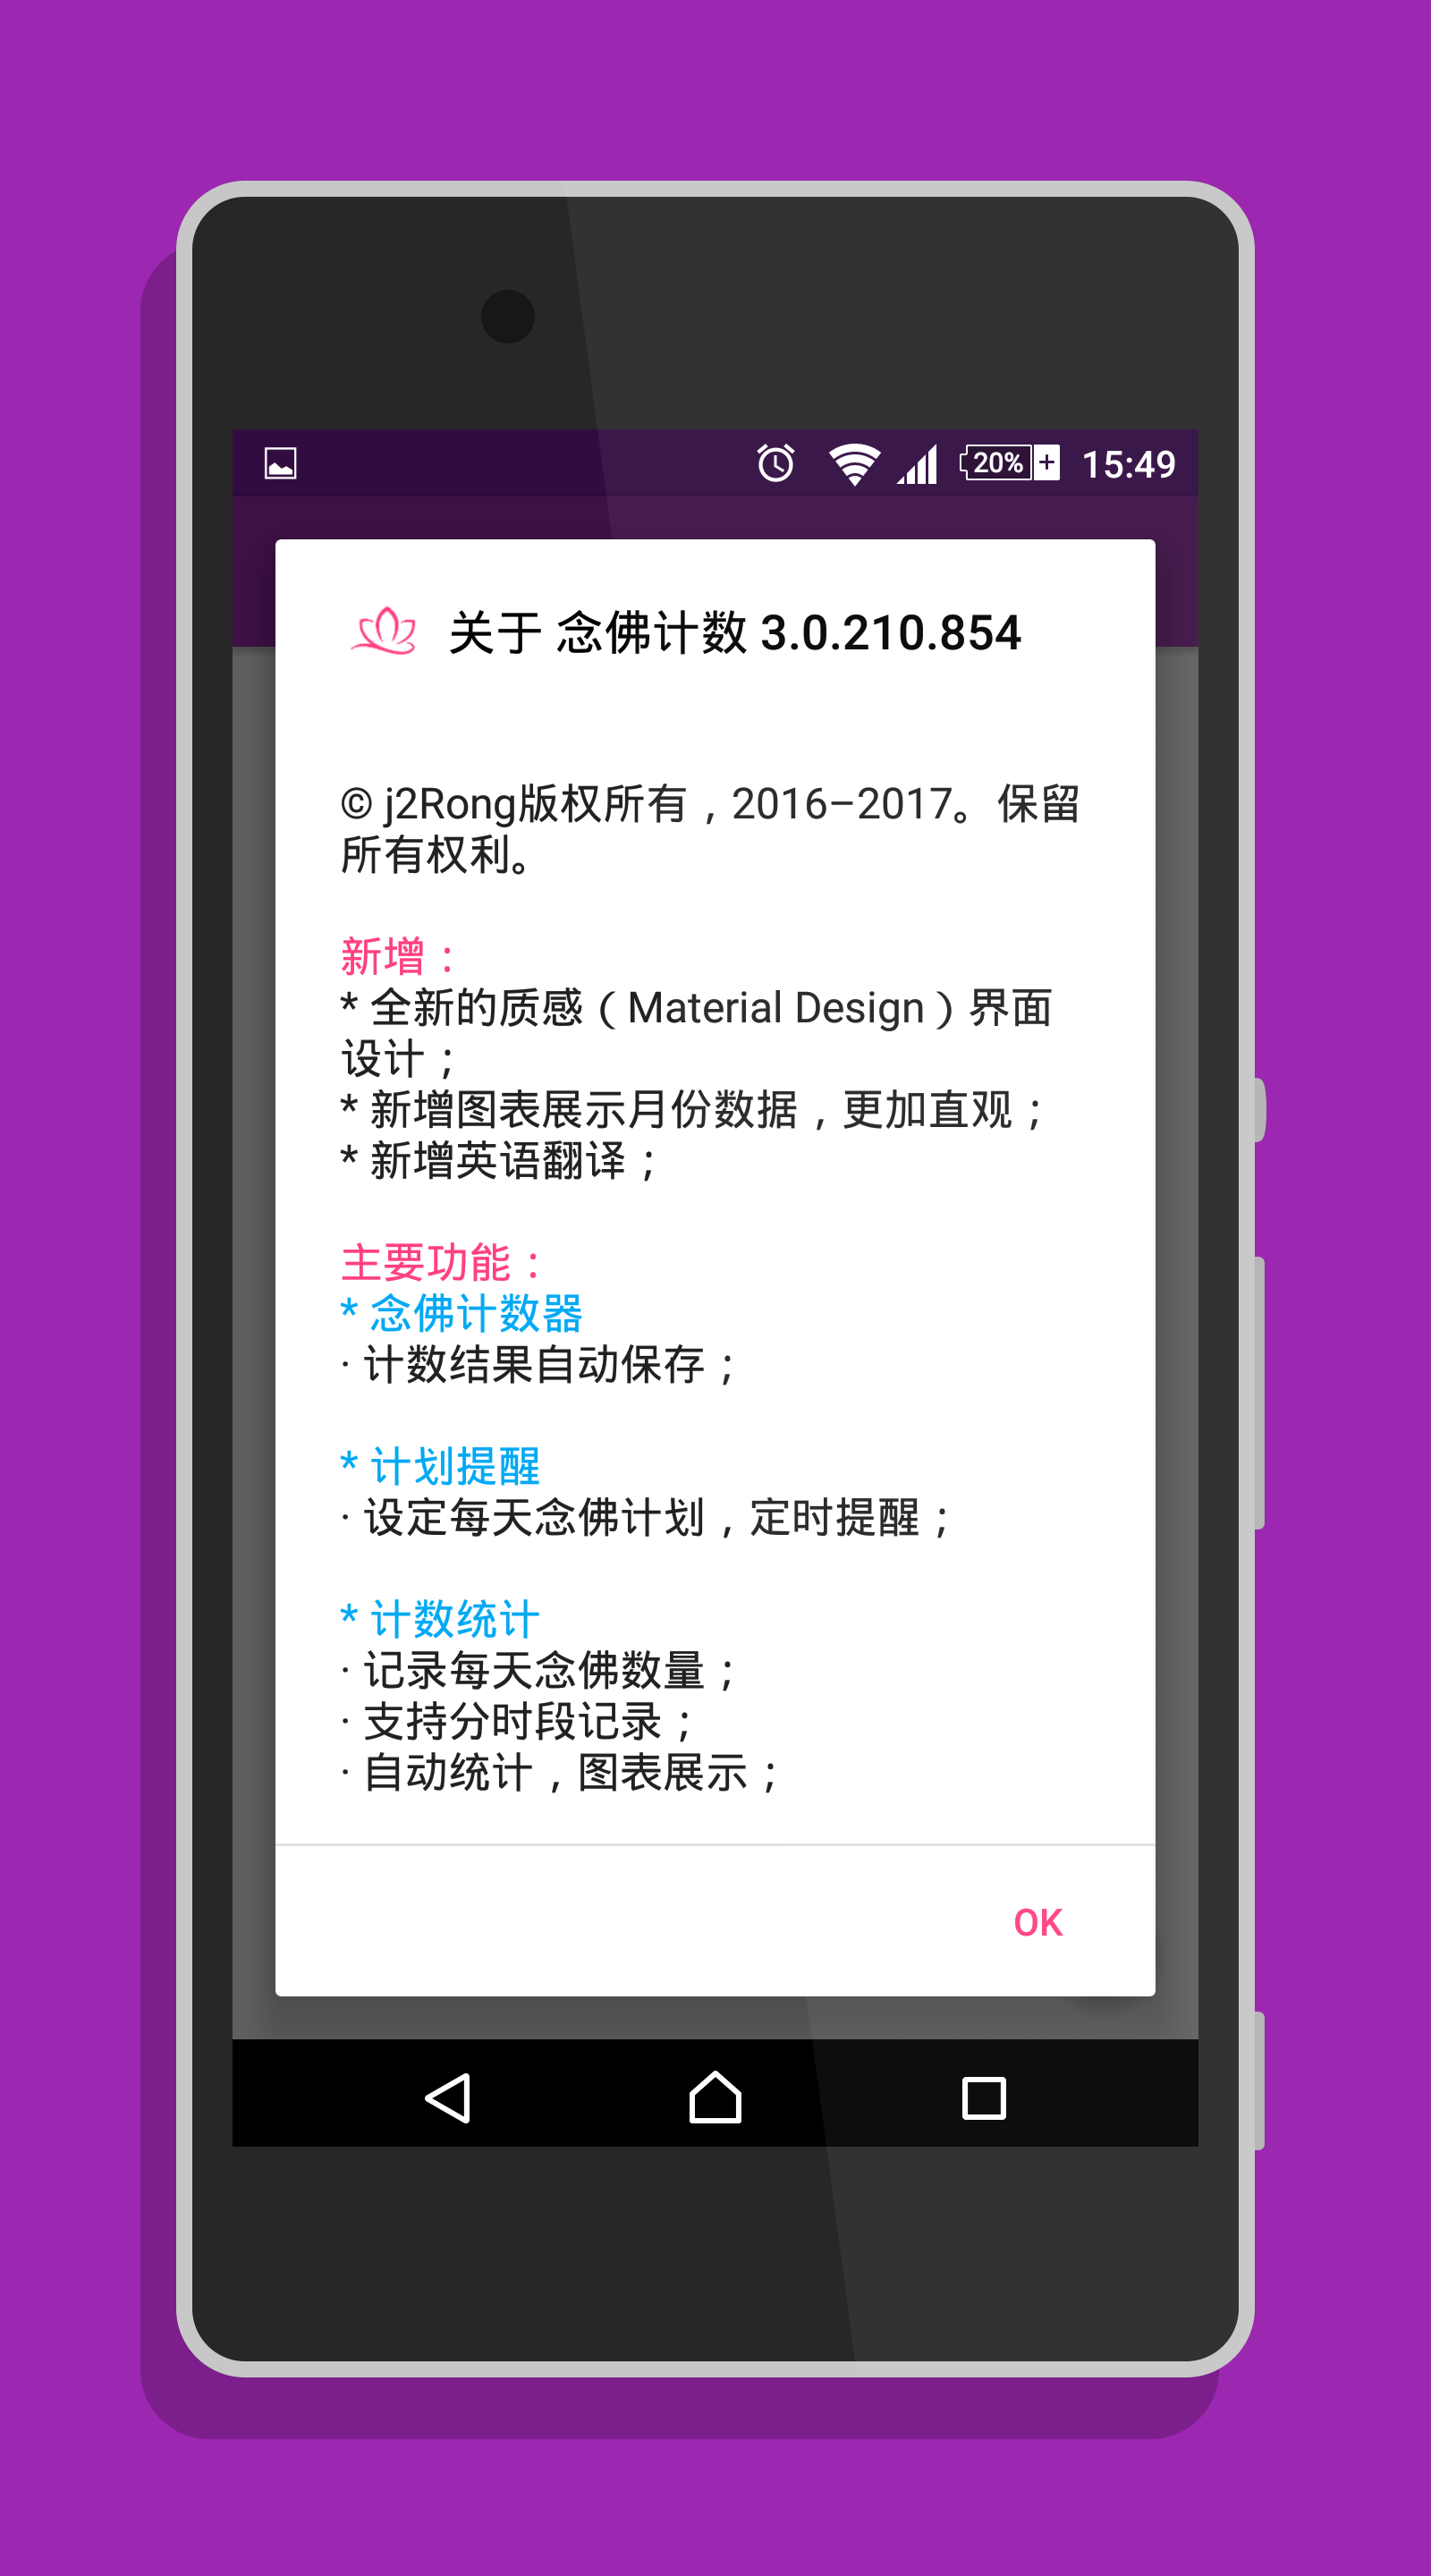 20% 15:49
关于 念佛计数 3.0.210.854
© j2Rong版权所有，2016–2017。保留
所有权利。
新增：
* 全新的质感（Material Design）界面
设计；
* 新增图表展示月份数据，更加直观；
* 新增英语翻译；
主要功能：
* 念佛计数器
· 计数结果自动保存；
* 计划提醒
· 设定每天念佛计划，定时提醒；
* 计数统计
· 记录每天念佛数量；
· 支持分时段记录；
· 自动统计，图表展示；
OK